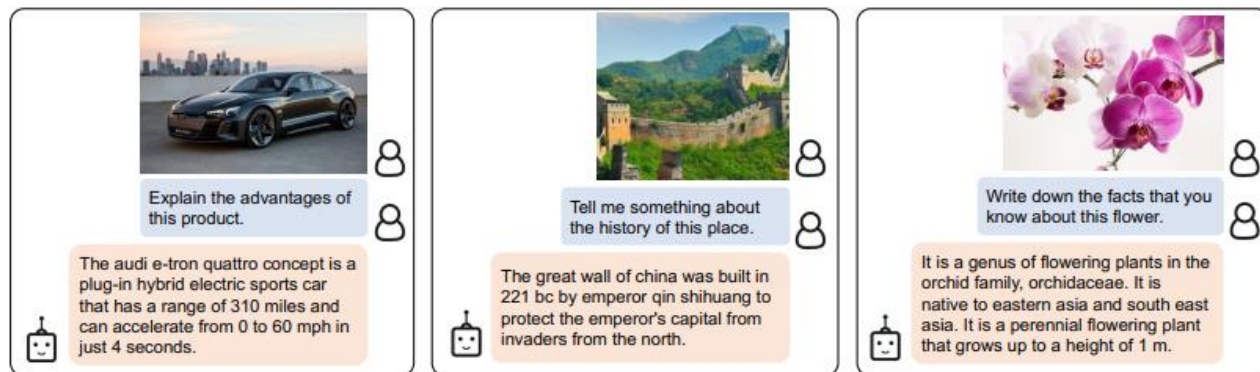 Explain the advantages of
this product.
The audi e-tron quattro concept is a
plug-in hybrid electric sports car
that has a range of 310 miles and
can accelerate from 0 to 60 mph in
just 4 seconds.
Tell me something about
the history of this place.
The great wall of china was built in
221 bc by emperor qin shihuang to
protect the emperor's capital from
invaders from the north.
Write down the facts that you
know about this flower.
It is a genus of flowering plants in the
orchid family, orchidaceae. It is
native to eastern asia and south east
asia. It is a perennial flowering plant
that grows up to a height of 1 m.